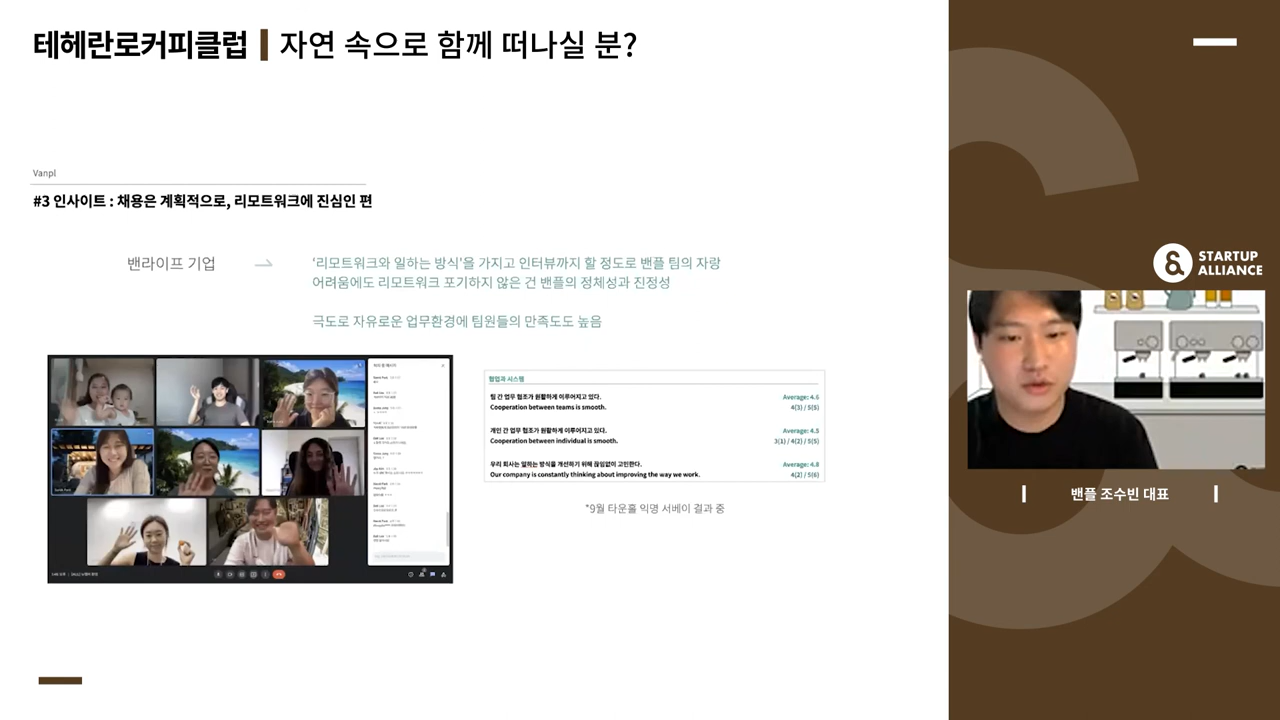 테헤란로커피클럽 | 자연 속으로 함께 떠나실 분?
Vanpl
#3 인사이트 : 채용은 계획적으로, 리모트워크에 진심인 편
밴라이프 기업
‘리모트워크와 일하는 방식’을 가지고 인터뷰까지 할 정도로 밴플 팀의 자랑
어려움에도 리모트워크 포기하지 않은 건 밴플의 정체성과 진정성
극도로 자유로운 업무환경에 팀원들의 만족도도 높음
협업과 시스템
팀 간 업무 협조가 원활하게 이루어지고 있다. Average: 4.6
Cooperation between teams is smooth. 4(3) / 5(5)
개인 간 업무 협조가 원활하게 이루어지고 있다. Average: 4.5
Cooperation between individual is smooth. 3(1) / 4(2) / 5(5)
우리 회사는 일하는 방식을 개선하기 위해 끊임없이 고민한다. Average: 4.8
Our company is constantly thinking about improving the way we work. 4(2) / 5(6)
*9월 타운홀 익명 서베이 결과 중
STARTUP
ALLIANCE
밴플 조수빈 대표